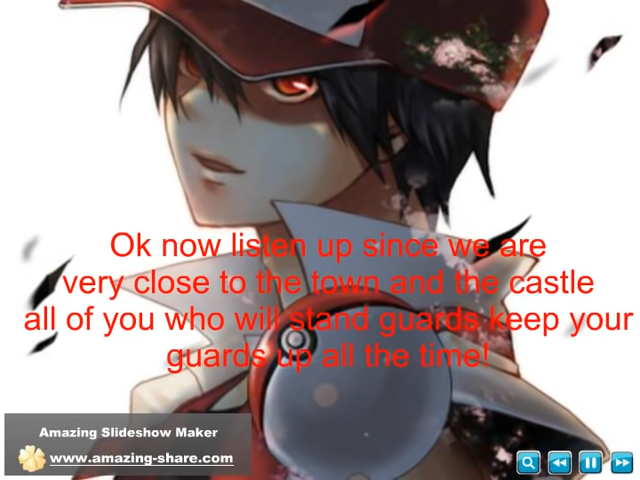 Ok now listen up since we are
very close to the town and the castle
all of you who will stand guards keep your
guards up all the time!
Amazing Slideshow Maker
www.amazing-share.com